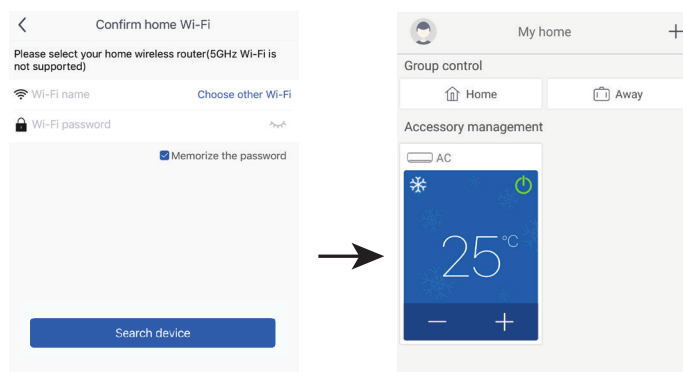 Confirm home Wi-Fi
Please select your home wireless router(5GHz Wi-Fi is
not supported)
Wi-Fi name
Choose other Wi-Fi
Wi-Fi password
Memorize the password
Search device
My home
+
Group control
Home
Away
Accessory management
AC
25°C
— +